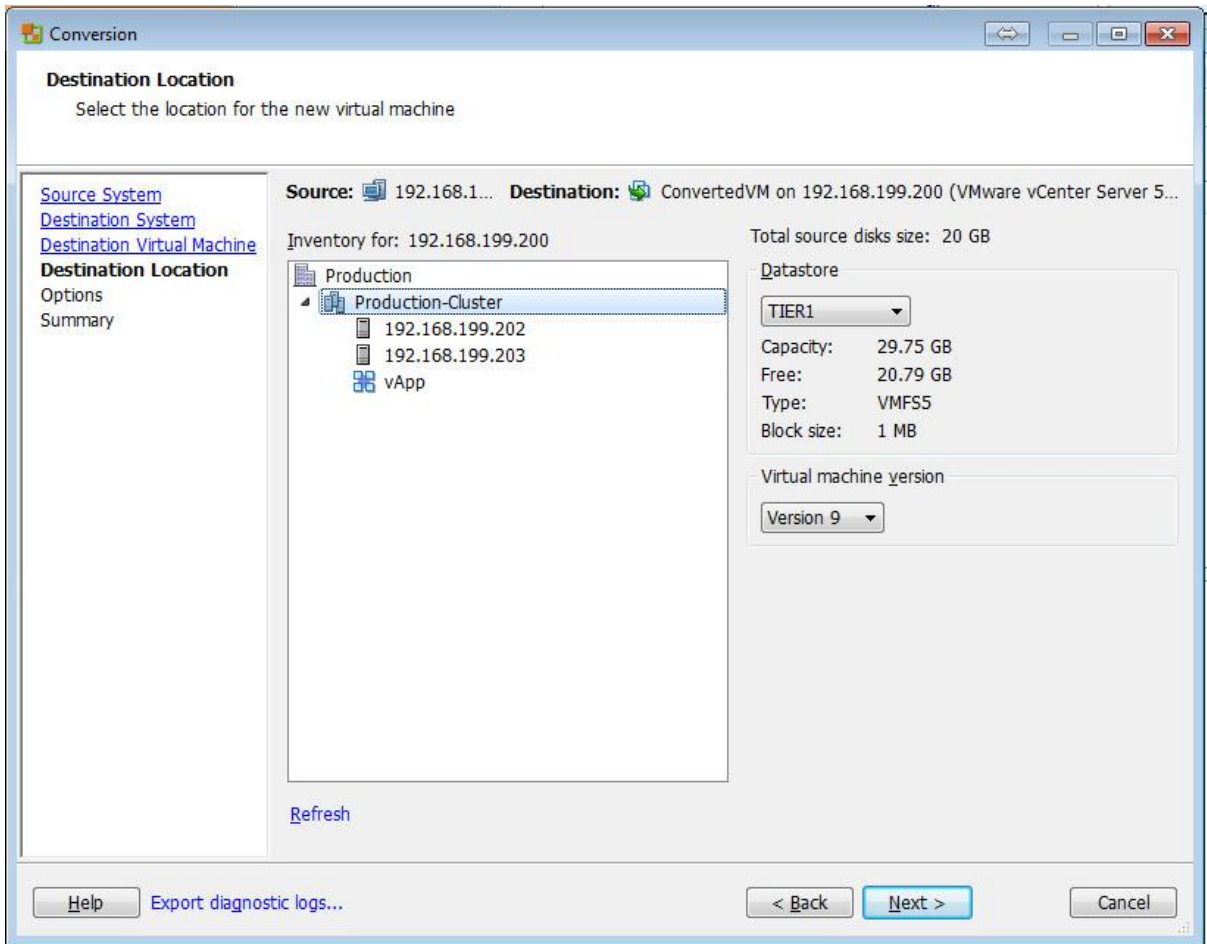 Conversion
Destination Location
Select the location for the new virtual machine
Source System
Destination System
Destination Virtual Machine
Destination Location
Options
Summary
Source: 192.168.1... Destination: ConvertedVM on 192.168.199.200 (VMware vCenter Server 5...
Inventory for: 192.168.199.200
Production
Production-Cluster
192.168.199.202
192.168.199.203
vApp
Refresh
Total source disks size: 20 GB
Datastore
TIER1
Capacity: 29.75 GB
Free: 20.79 GB
Type: VMFS5
Block size: 1 MB
Virtual machine version
Version 9
Help Export diagnostic logs... < Back Next > Cancel